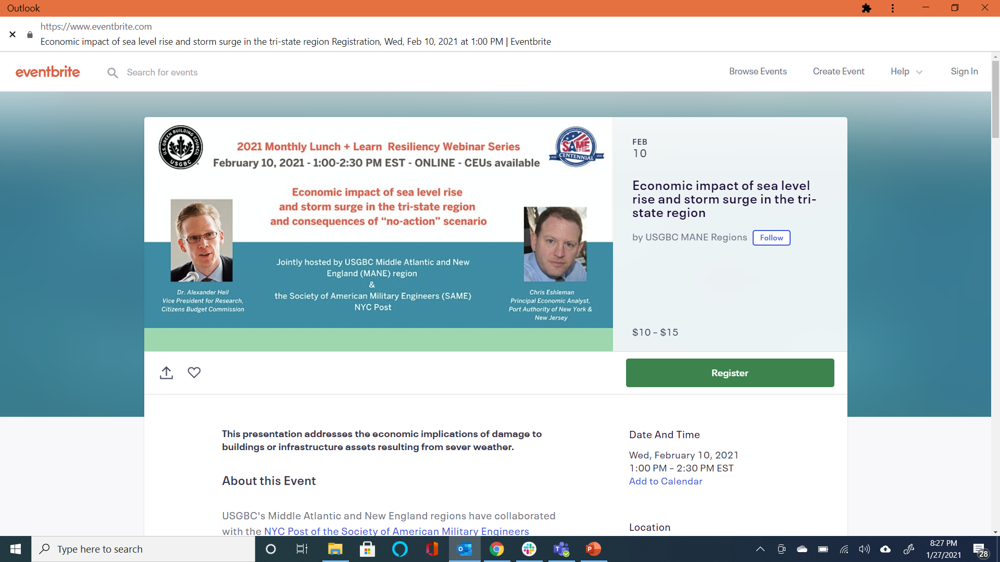 Outlook
https://www.eventbrite.com
Economic impact of sea level rise and storm surge in the tri-state region Registration, Wed, Feb 10, 2021 at 1:00 PM | Eventbrite
eventbrite
Search for events
Browse Events
Create Event
Help
Sign In
U.S. GREEN BUILDING COUNCIL
USGBC
2021 Monthly Lunch + Learn Resiliency Webinar Series
February 10, 2021 - 1:00-2:30 PM EST - ONLINE - CEUs available
SAME
CENTENNIAL
Economic impact of sea level rise
and storm surge in the tri-state region
and consequences of “no-action” scenario
Jointly hosted by USGBC Middle Atlantic and New
England (MANE) region
&
the Society of American Military Engineers (SAME)
NYC Post
Dr. Alexander Heil
Vice President for Research,
Citizens Budget Commission
Chris Eshleman
Principal Economic Analyst,
Port Authority of New York &
New Jersey
FEB
10
Economic impact of sea level
rise and storm surge in the tri-
state region
by USGBC MANE Regions
Follow
$10 – $15
Register
This presentation addresses the economic implications of damage to
buildings or infrastructure assets resulting from sever weather.
About this Event
USGBC's Middle Atlantic and New England regions have collaborated
with the NYC Post of the Society of American Military Engineers
Date And Time
Wed, February 10, 2021
1:00 PM – 2:30 PM EST
Add to Calendar
Location
Type here to search
8:27 PM
1/27/2021
28